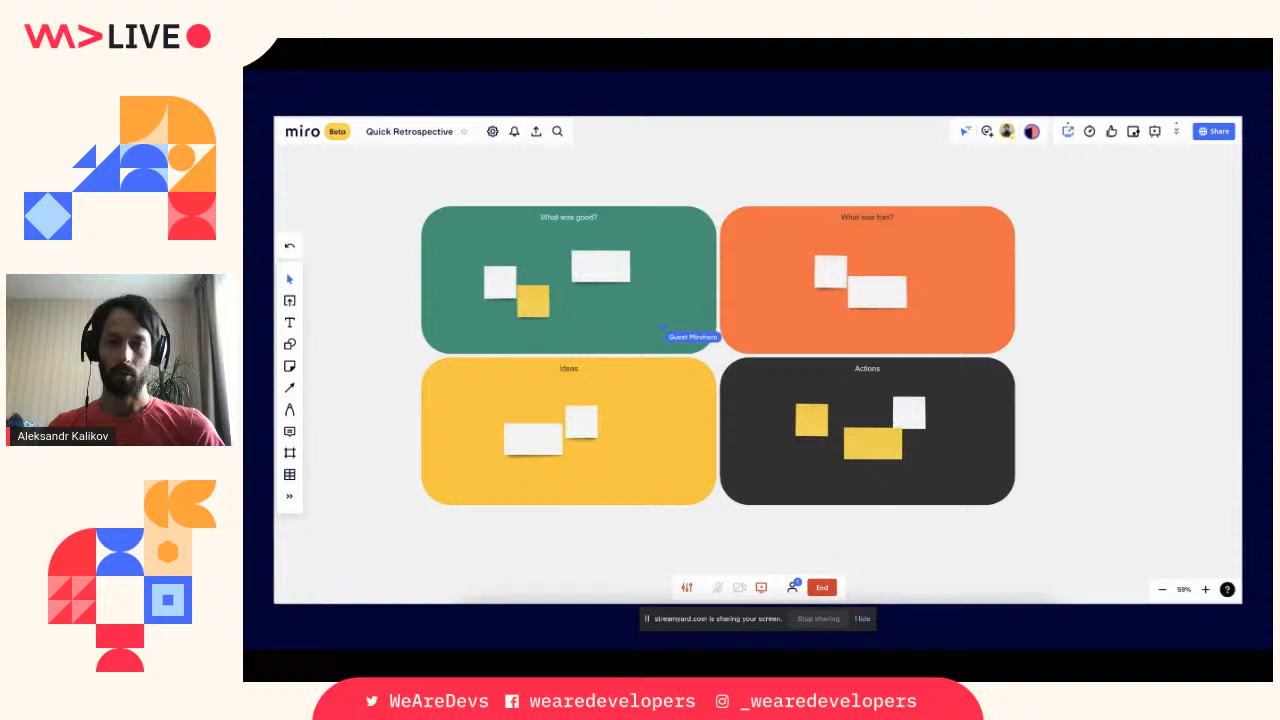 LIVE
miro Beta Quick Retrospective
Share
What was good?
What was bad?
Guest Mirohero
Ideas
Actions
End
59%
?
streamyard.com is sharing your screen. Stop sharing Hide
Aleksandr Kalikov
WeAreDevs wearedevelopers _wearedevelopers